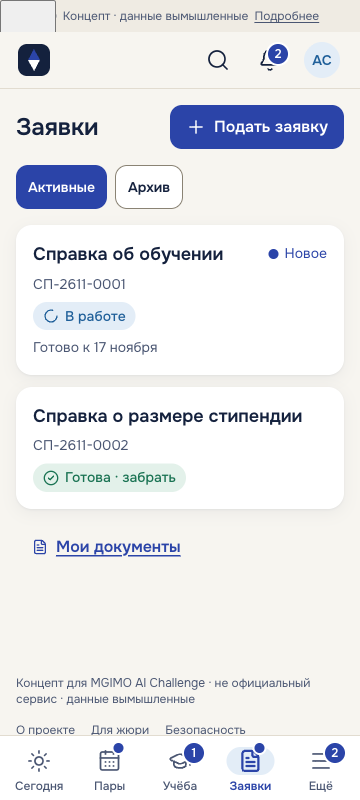 Концепт · данные вымышленные Подробнее
2
АС
Заявки
Подать заявку
Активные
Архив
Справка об обучении
Новое
СП-2611-0001
В работе
Готово к 17 ноября
Справка о размере стипендии
СП-2611-0002
Готова · забрать
Мои документы
Концепт для MGIMO AI Challenge · не официальный
сервис · данные вымышленные
О проекте Для жюри Безопасность
1
2
Сегодня Пары Учёба Заявки Ещё